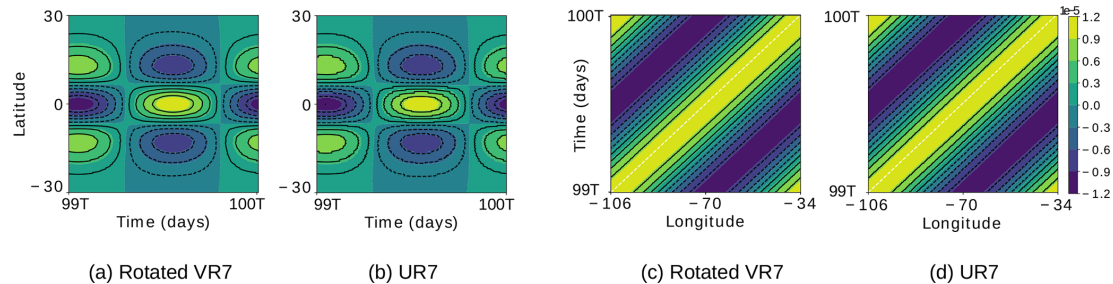 30
0
− 30
Latitude
99T
100T
Time (days)
(a) Rotated VR7
30
0
− 30
99T
100T
Time (days)
(b) UR7
100T
99T
Time (days)
− 106
− 70
− 34
Longitude
(c) Rotated VR7
100T
99T
− 106
− 70
− 34
Longitude
(d) UR7
1e−5
1.2
0.9
0.6
0.3
0.0
− 0.3
− 0.6
− 0.9
− 1.2